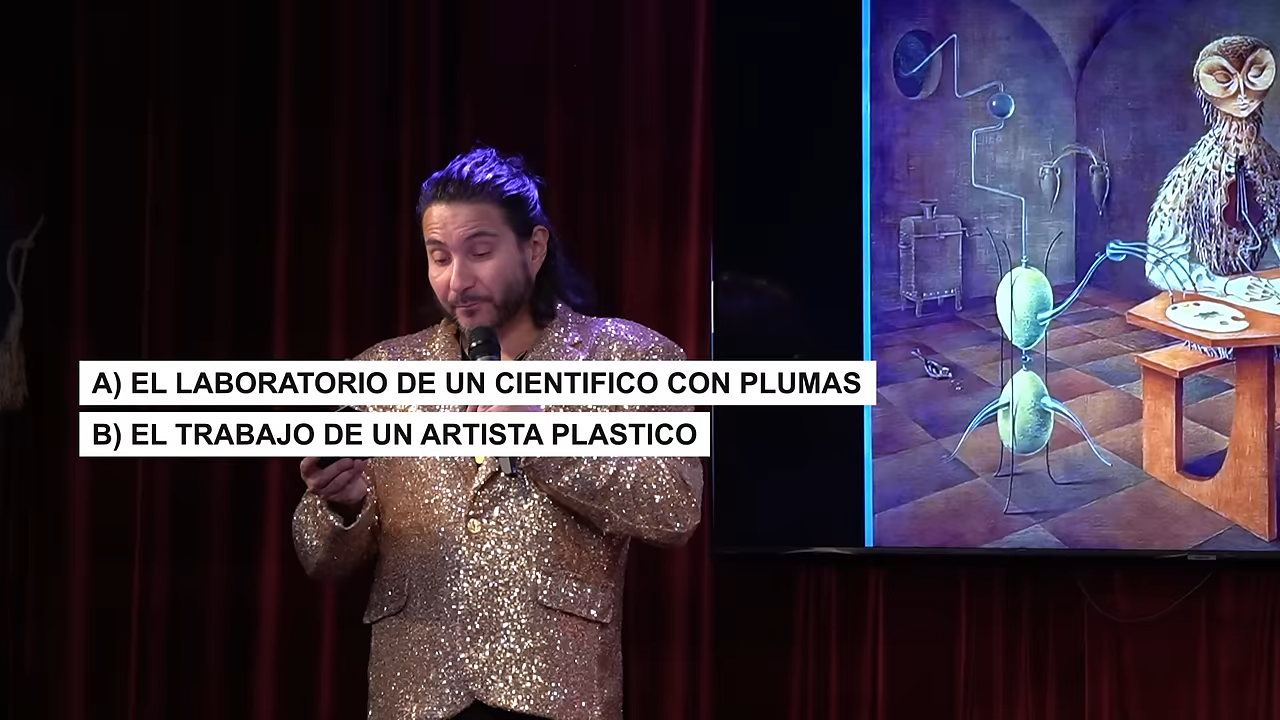 A) EL LABORATORIO DE UN CIENTIFICO CON PLUMAS
B) EL TRABAJO DE UN ARTISTA PLASTICO